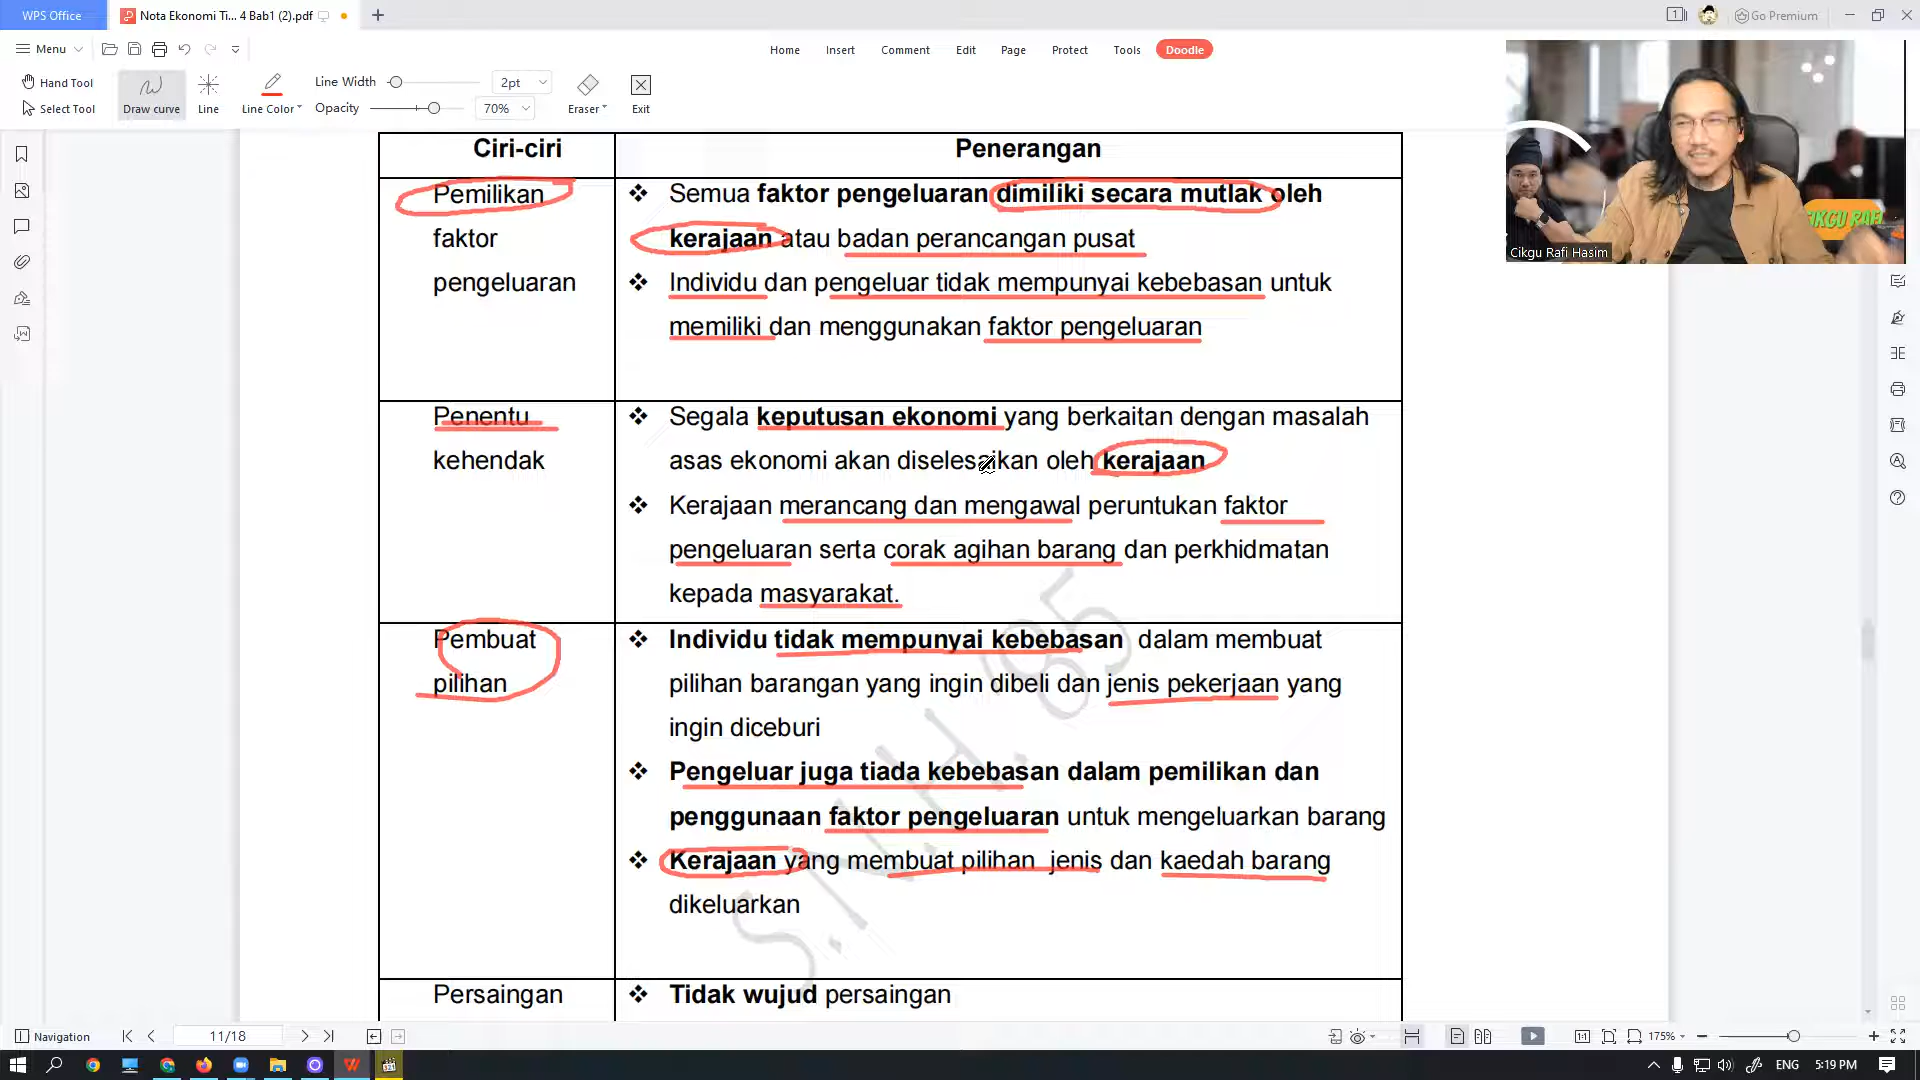 WPS Office
Nota Ekonomi Ti... 4 Bab1 (2).pdf
Go Premium
Menu
Home Insert Comment Edit Page Protect Tools Doodle
Hand Tool
Select Tool
Draw curve
Line
Line Color
Line Width 2pt
Opacity 70%
Eraser
Exit
CIKGU RAFI
Cikgu Rafi Hasim
Ciri-ciri Penerangan
Pemilikan
faktor
pengeluaran
Semua faktor pengeluaran dimiliki secara mutlak oleh
kerajaan atau badan perancangan pusat
Individu dan pengeluar tidak mempunyai kebebasan untuk
memiliki dan menggunakan faktor pengeluaran
Penentu
kehendak
Segala keputusan ekonomi yang berkaitan dengan masalah
asas ekonomi akan diselesaikan oleh kerajaan
Kerajaan merancang dan mengawal peruntukan faktor
pengeluaran serta corak agihan barang dan perkhidmatan
kepada masyarakat.
Pembuat
pilihan
Individu tidak mempunyai kebebasan dalam membuat
pilihan barangan yang ingin dibeli dan jenis pekerjaan yang
ingin diceburi
Pengeluar juga tiada kebebasan dalam pemilikan dan
penggunaan faktor pengeluaran untuk mengeluarkan barang
Kerajaan yang membuat pilihan jenis dan kaedah barang
dikeluarkan
Persaingan
Tidak wujud persaingan
Navigation
11/18
175%
ENG 5:19 PM